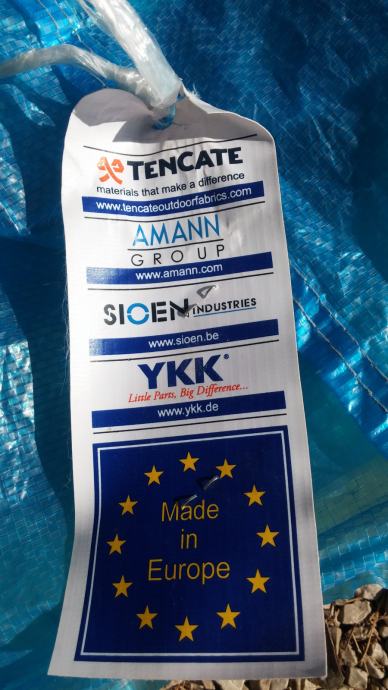 TENCATE
materials that make a difference
www.tencateoutdoorfabrics.com
AMANN
GROUP
www.amann.com
SIOEN INDUSTRIES
www.sioen.be
YKK®
Little Parts, Big Difference...
www.ykk.de
Made
in
Europe